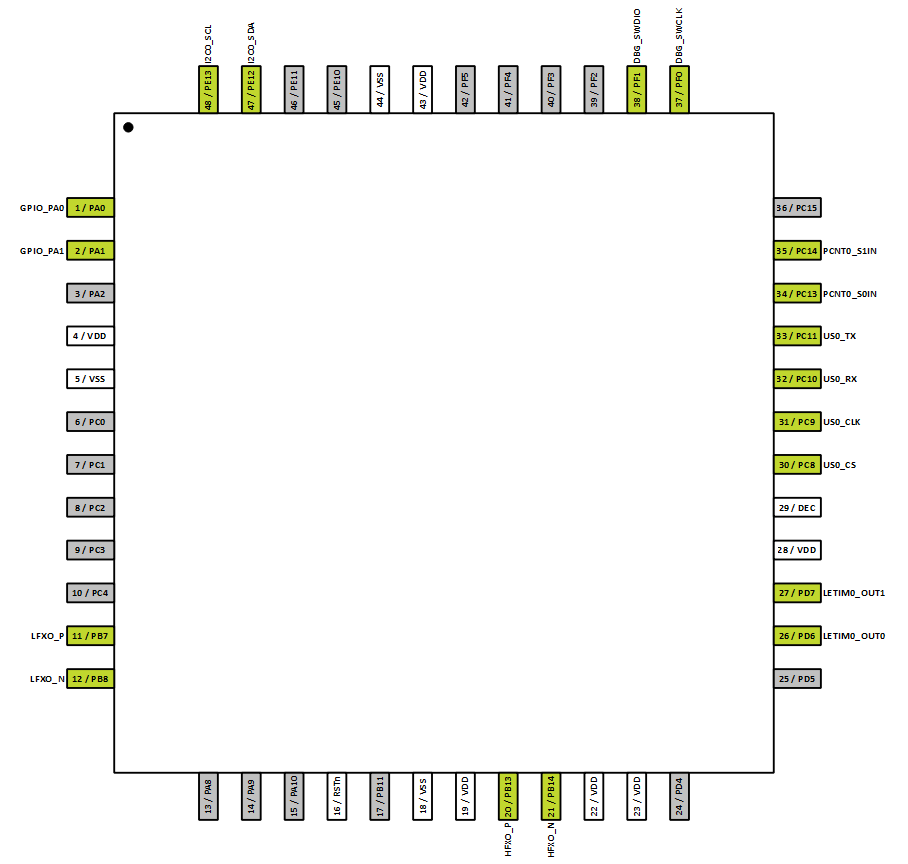 I2C0_SCL
I2C0_SDA
DBG_SWDIO
DBG_SWCLK
48 / PE13
47 / PE12
46 / PE11
45 / PE10
44 / VSS
43 / VDD
42 / PF5
41 / PF4
40 / PF3
39 / PF2
38 / PF1
37 / PF0
GPIO_PA0 1 / PA0
36 / PC15
GPIO_PA1 2 / PA1
35 / PC14 PCNT0_S1IN
3 / PA2
34 / PC13 PCNT0_S0IN
4 / VDD
33 / PC11 US0_TX
5 / VSS
32 / PC10 US0_RX
6 / PC0
31 / PC9 US0_CLK
7 / PC1
30 / PC8 US0_CS
8 / PC2
29 / DEC
9 / PC3
28 / VDD
10 / PC4
27 / PD7 LETIM0_OUT1
LFXO_P 11 / PB7
26 / PD6 LETIM0_OUT0
LFXO_N 12 / PB8
25 / PD5
13 / PA8
14 / PA9
15 / PA10
16 / RSTn
17 / PB11
18 / VSS
19 / VDD
20 / PB13
21 / PB14
22 / VDD
23 / VDD
24 / PD4
HFXO_P
HFXO_N